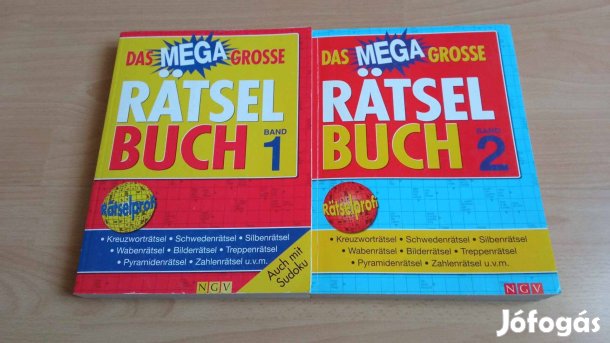 DAS MEGA GROSSE
RÄTSEL
BUCH BAND 1
Rätselprofi
• Kreuzworträtsel • Schwedenrätsel • Silbenrätsel
• Wabenrätsel • Bilderrätsel • Treppenrätsel
• Pyramidenrätsel • Zahlenrätsel u.v.m.
Auch mit
Sudoku
NGV
DAS MEGA GROSSE
RÄTSEL
BUCH BAND 2
Rätselprofi
• Kreuzworträtsel • Schwedenrätsel • Silbenrätsel
• Wabenrätsel • Bilderrätsel • Treppenrätsel
• Pyramidenrätsel • Zahlenrätsel u.v.m.
NGV
Jófogás